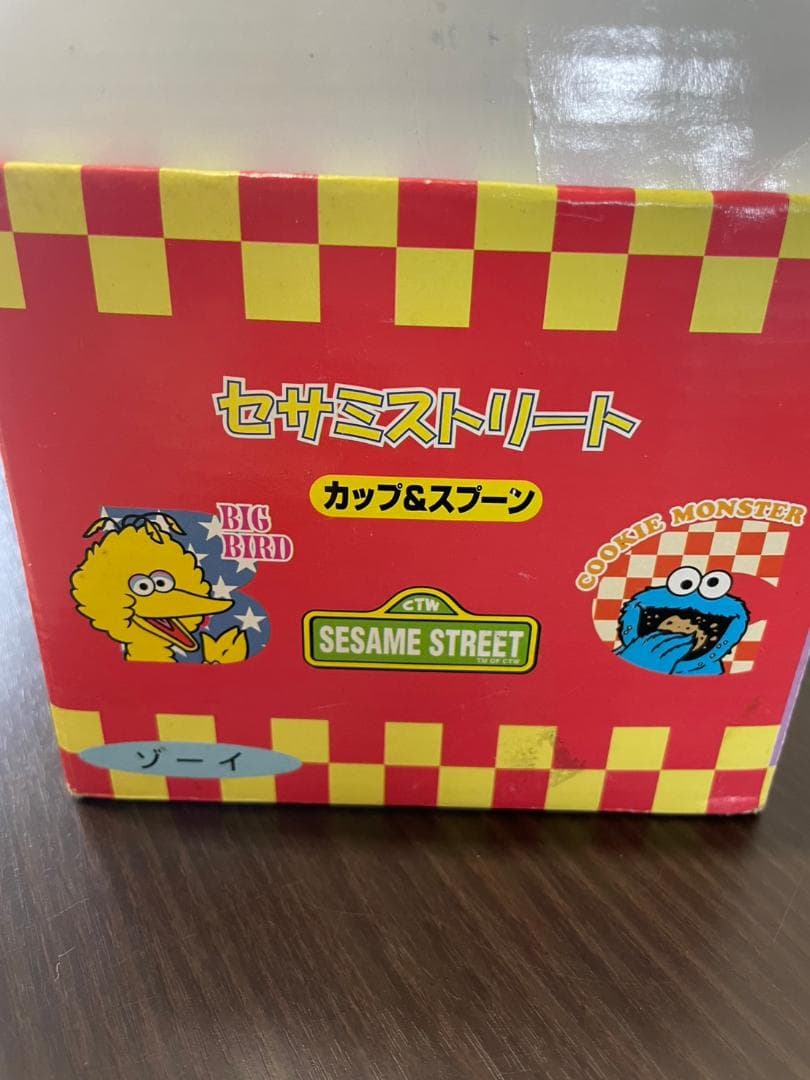 セサミストリート
カップ&スプーン
BIG
BIRD
COOKIE MONSTER
CTW
SESAME STREET
TM OF CTW
ゾーイ